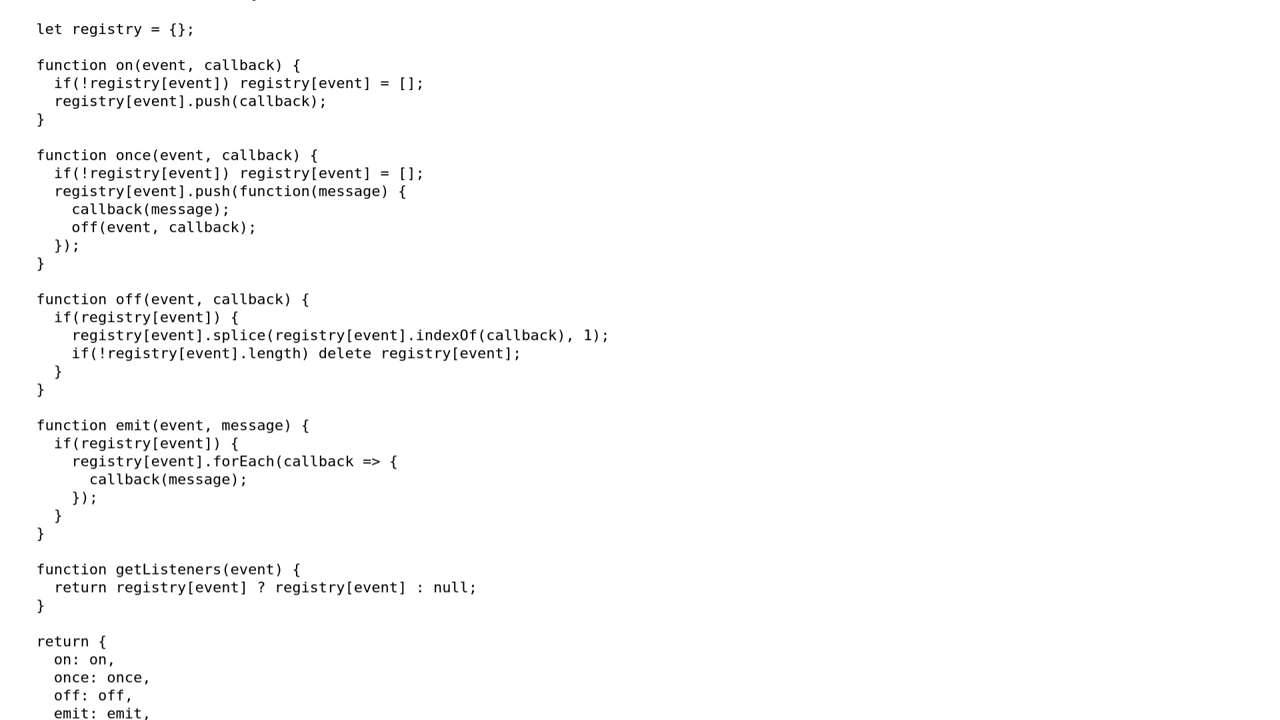 let registry = {};

function on(event, callback) {
  if(!registry[event]) registry[event] = [];
  registry[event].push(callback);
}

function once(event, callback) {
  if(!registry[event]) registry[event] = [];
  registry[event].push(function(message) {
    callback(message);
    off(event, callback);
  });
}

function off(event, callback) {
  if(registry[event]) {
    registry[event].splice(registry[event].indexOf(callback), 1);
    if(!registry[event].length) delete registry[event];
  }
}

function emit(event, message) {
  if(registry[event]) {
    registry[event].forEach(callback => {
      callback(message);
    });
  }
}

function getListeners(event) {
  return registry[event] ? registry[event] : null;
}

return {
  on: on,
  once: once,
  off: off,
  emit: emit,